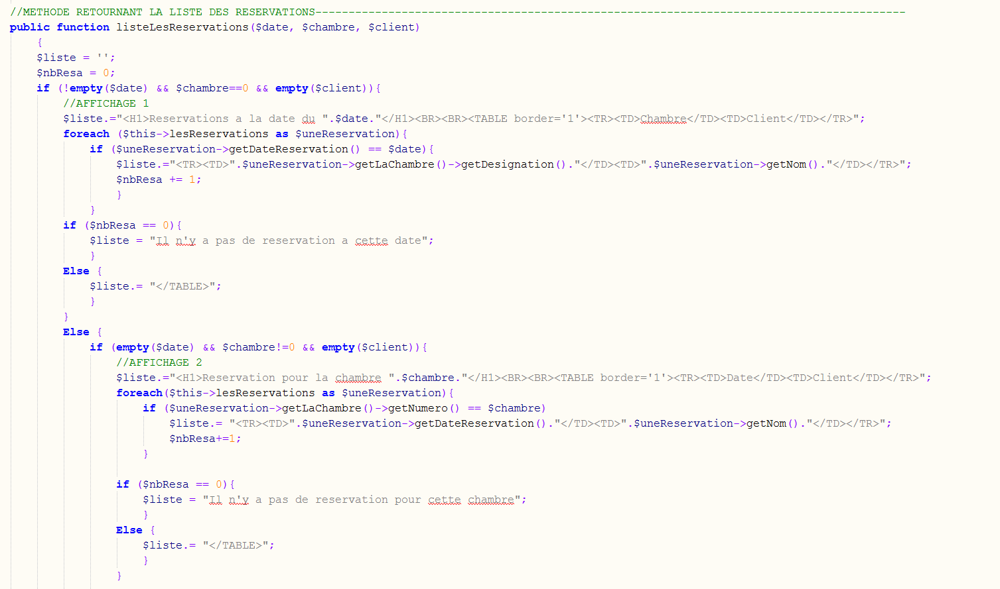 //METHODE RETOURNANT LA LISTE DES RESERVATIONS-----------------------------------------------------------------------------------------
public function listeLesReservations($date, $chambre, $client)
{
$liste = '';
$nbResa = 0;
if (!empty($date) && $chambre==0 && empty($client)){
//AFFICHAGE 1
$liste.="<H1>Reservations a la date du ".$date."</H1><BR><BR><TABLE border='1'><TR><TD>Chambre</TD><TD>Client</TD></TR>";
foreach ($this->lesReservations as $uneReservation){
if ($uneReservation->getDateReservation() == $date){
$liste.="<TR><TD>".$uneReservation->getLaChambre()->getDesignation()."</TD><TD>".$uneReservation->getNom()."</TD></TR>";
$nbResa += 1;
}
}
if ($nbResa == 0){
$liste = "Il n'y a pas de reservation a cette date";
}
Else {
$liste.= "</TABLE>";
}
}
Else {
if (empty($date) && $chambre!=0 && empty($client)){
//AFFICHAGE 2
$liste.="<H1>Reservation pour la chambre ".$chambre."</H1><BR><BR><TABLE border='1'><TR><TD>Date</TD><TD>Client</TD></TR>";
foreach($this->lesReservations as $uneReservation){
if ($uneReservation->getLaChambre()->getNumero() == $chambre)
$liste.= "<TR><TD>".$uneReservation->getDateReservation()."</TD><TD>".$uneReservation->getNom()."</TD></TR>";
$nbResa+=1;
}
if ($nbResa == 0){
$liste = "Il n'y a pas de reservation pour cette chambre";
}
Else {
$liste.= "</TABLE>";
}
}